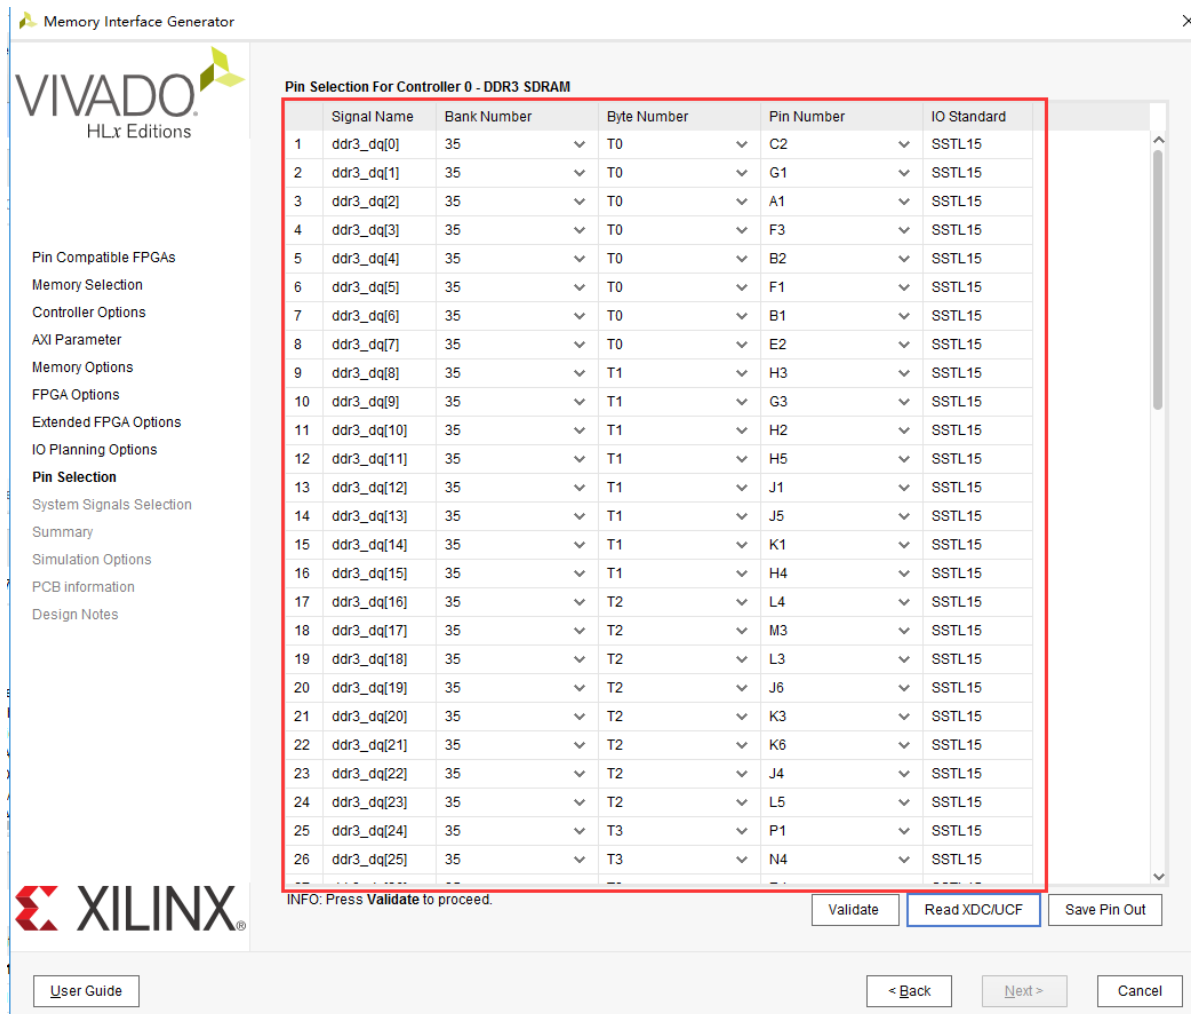 Memory Interface Generator
VIVADO.
HLx Editions
Pin Compatible FPGAs
Memory Selection
Controller Options
AXI Parameter
Memory Options
FPGA Options
Extended FPGA Options
IO Planning Options
Pin Selection
System Signals Selection
Summary
Simulation Options
PCB information
Design Notes
XILINX®
Pin Selection For Controller 0 - DDR3 SDRAM
Signal Name Bank Number Byte Number Pin Number IO Standard
1 ddr3_dq[0] 35 T0 C2 SSTL15
2 ddr3_dq[1] 35 T0 G1 SSTL15
3 ddr3_dq[2] 35 T0 A1 SSTL15
4 ddr3_dq[3] 35 T0 F3 SSTL15
5 ddr3_dq[4] 35 T0 B2 SSTL15
6 ddr3_dq[5] 35 T0 F1 SSTL15
7 ddr3_dq[6] 35 T0 B1 SSTL15
8 ddr3_dq[7] 35 T0 E2 SSTL15
9 ddr3_dq[8] 35 T1 H3 SSTL15
10 ddr3_dq[9] 35 T1 G3 SSTL15
11 ddr3_dq[10] 35 T1 H2 SSTL15
12 ddr3_dq[11] 35 T1 H5 SSTL15
13 ddr3_dq[12] 35 T1 J1 SSTL15
14 ddr3_dq[13] 35 T1 J5 SSTL15
15 ddr3_dq[14] 35 T1 K1 SSTL15
16 ddr3_dq[15] 35 T1 H4 SSTL15
17 ddr3_dq[16] 35 T2 L4 SSTL15
18 ddr3_dq[17] 35 T2 M3 SSTL15
19 ddr3_dq[18] 35 T2 L3 SSTL15
20 ddr3_dq[19] 35 T2 J6 SSTL15
21 ddr3_dq[20] 35 T2 K3 SSTL15
22 ddr3_dq[21] 35 T2 K6 SSTL15
23 ddr3_dq[22] 35 T2 J4 SSTL15
24 ddr3_dq[23] 35 T2 L5 SSTL15
25 ddr3_dq[24] 35 T3 P1 SSTL15
26 ddr3_dq[25] 35 T3 N4 SSTL15
INFO: Press Validate to proceed.
Validate Read XDC/UCF Save Pin Out
User Guide < Back Next > Cancel